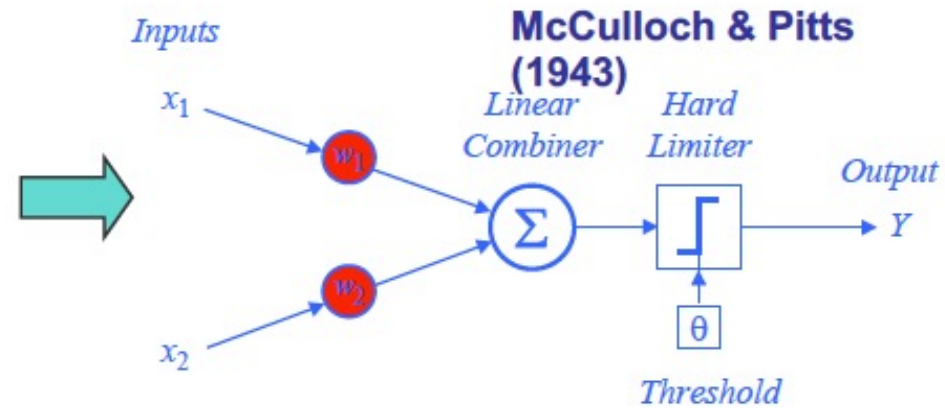 McCulloch & Pitts
(1943)
Inputs
Linear
Combiner
Hard
Limiter
Output
x1
w1
Σ
Y
w2
x2
θ
Threshold